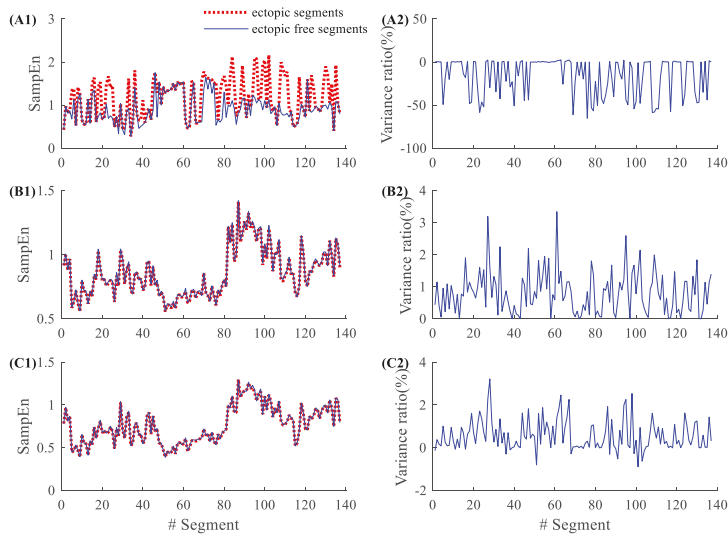 (A1)
ectopic segments
ectopic free segments
SampEn
3
2
1
0
0 20 40 60 80 100 120 140
(A2)
Variance ratio(%)
50
0
-50
-100
0 20 40 60 80 100 120 140
(B1)
SampEn
1.5
1
0.5
0 20 40 60 80 100 120 140
(B2)
Variance ratio(%)
4
3
2
1
0
0 20 40 60 80 100 120 140
(C1)
SampEn
1.5
1
0.5
0
0 20 40 60 80 100 120 140
# Segment
(C2)
Variance ratio(%)
4
2
0
-2
0 20 40 60 80 100 120 140
# Segment